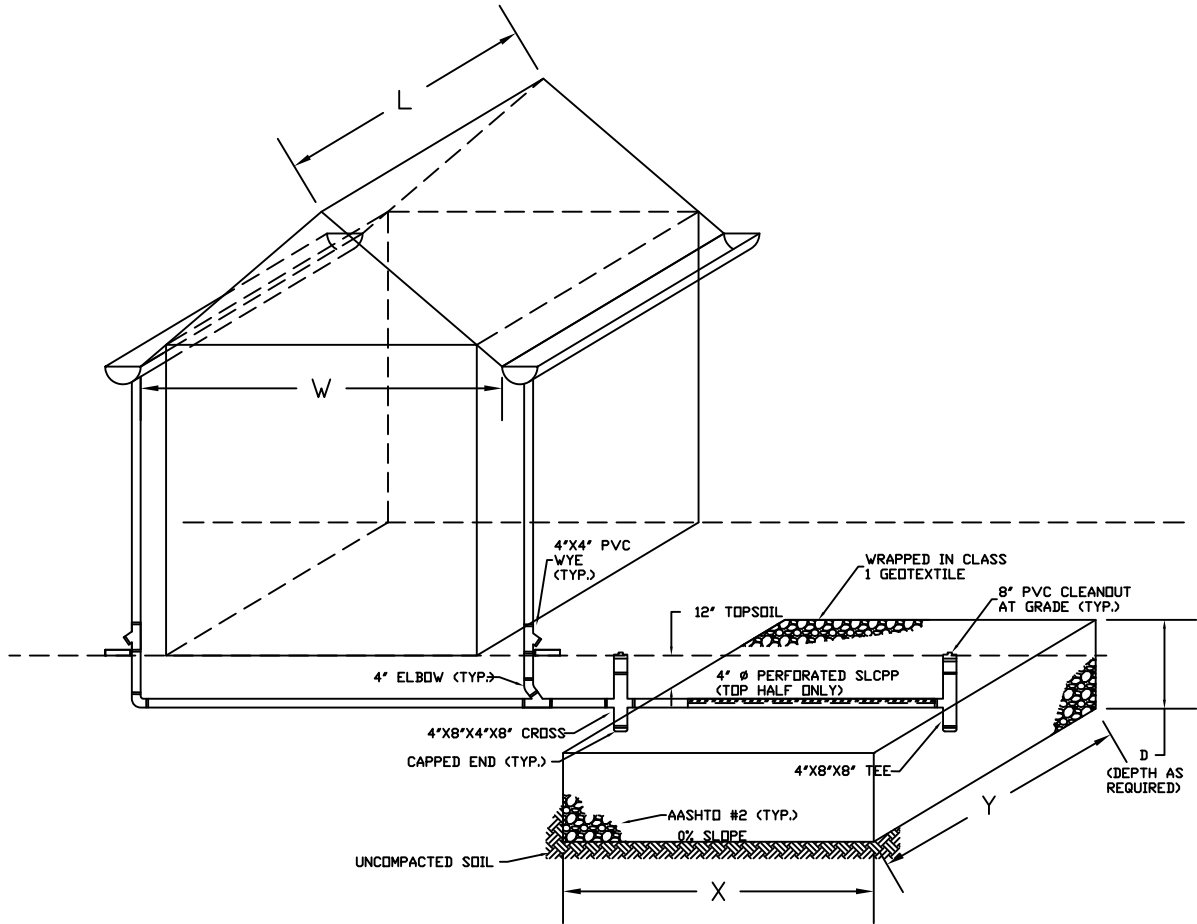 L
W
4"X4" PVC
WYE
(TYP.)
WRAPPED IN CLASS
1 GEOTEXTILE
12" TOPSOIL
8" PVC CLEANOUT
AT GRADE (TYP.)
4" ELBOW (TYP.)
4" Ø PERFORATED SLCPP
(TOP HALF ONLY)
4"X8"X4"X8" CROSS
CAPPED END (TYP.)
4"X8"X8" TEE
D
(DEPTH AS
REQUIRED)
Y
AASHTO #2 (TYP.)
0% SLOPE
UNCOMPACTED SOIL
X